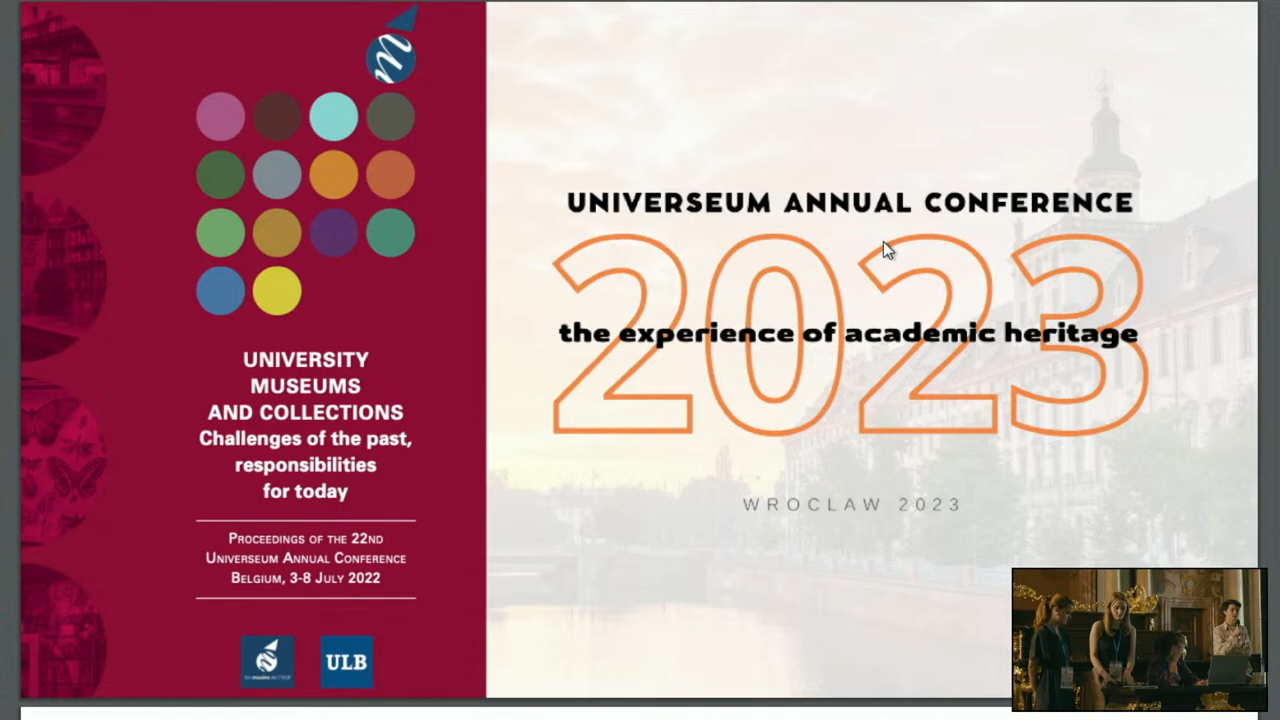 UNIVERSITY
MUSEUMS
AND COLLECTIONS
Challenges of the past,
responsibilities
for today
PROCEEDINGS OF THE 22ND
UNIVERSEUM ANNUAL CONFERENCE
BELGIUM, 3-8 JULY 2022
ULB
UNIVERSEUM ANNUAL CONFERENCE
2023
the experience of academic heritage
WROCLAW 2023